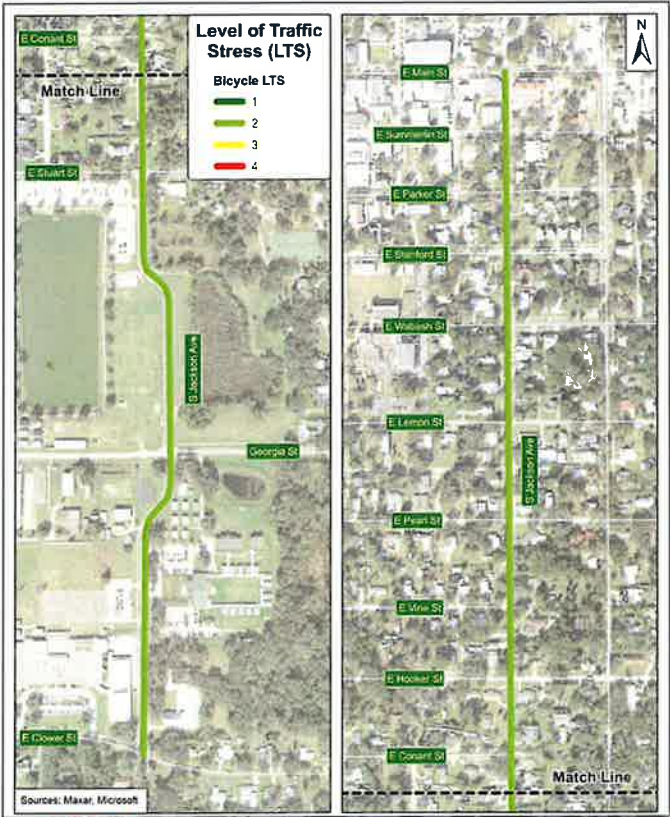 E Conant St
Match Line
E Stuart St
S Jackson Ave
Georgia St
E Clower St
Sources: Maxar, Microsoft
Level of Traffic
Stress (LTS)
Bicycle LTS
1
2
3
4
N
E Main St
E Summerlin St
E Parker St
E Stanford St
E Wabash St
E Lemon St
S Jackson Ave
E Pearl St
E Vine St
E Hooker St
E Conant St
Match Line